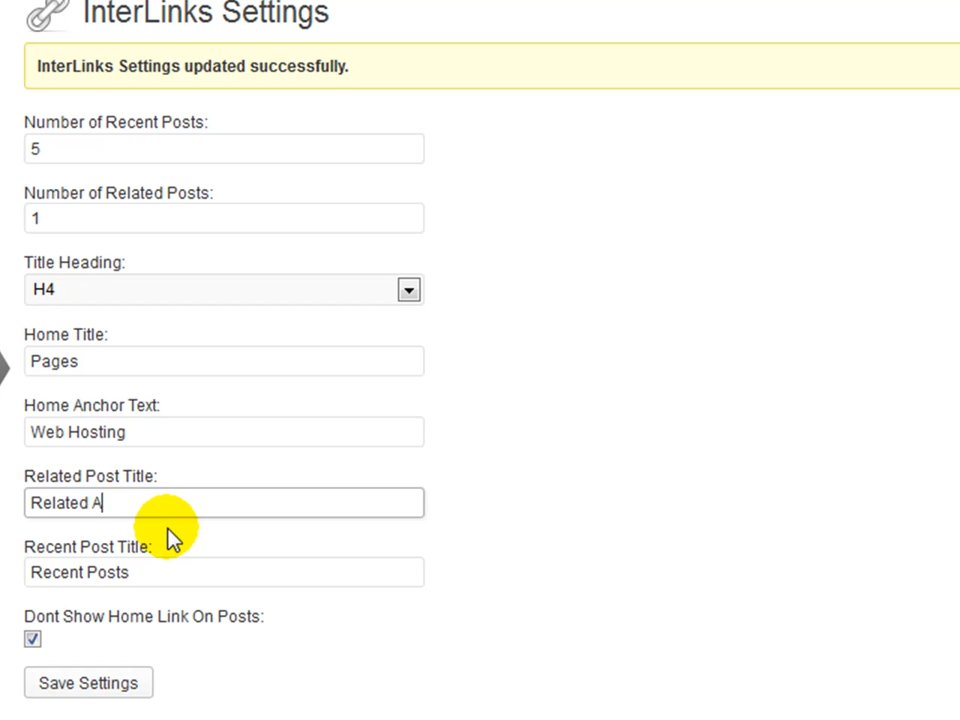 InterLinks Settings
InterLinks Settings updated successfully.
Number of Recent Posts:
5
Number of Related Posts:
1
Title Heading:
H4
Home Title:
Pages
Home Anchor Text:
Web Hosting
Related Post Title:
Related A
Recent Post Title:
Recent Posts
Dont Show Home Link On Posts:
Save Settings